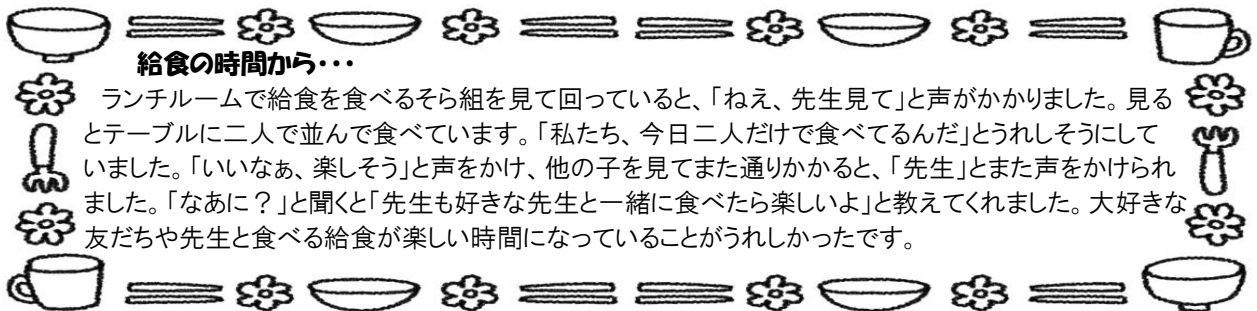 給食の時間から・・・
ランチルームで給食を食べるそら組を見て回っていると、「ねえ、先生見て」と声がかかりました。見る
とテーブルに二人で並んで食べています。「私たち、今日二人だけで食べてるんだ」とうれしそうにして
いました。「いいなぁ、楽しそう」と声をかけ、他の子を見てまた通りかかると、「先生」とまた声をかけられ
ました。「なあに？」と聞くと「先生も好きな先生と一緒に食べたら楽しいよ」と教えてくれました。大好きな
友だちや先生と食べる給食が楽しい時間になっていることがうれしかったです。